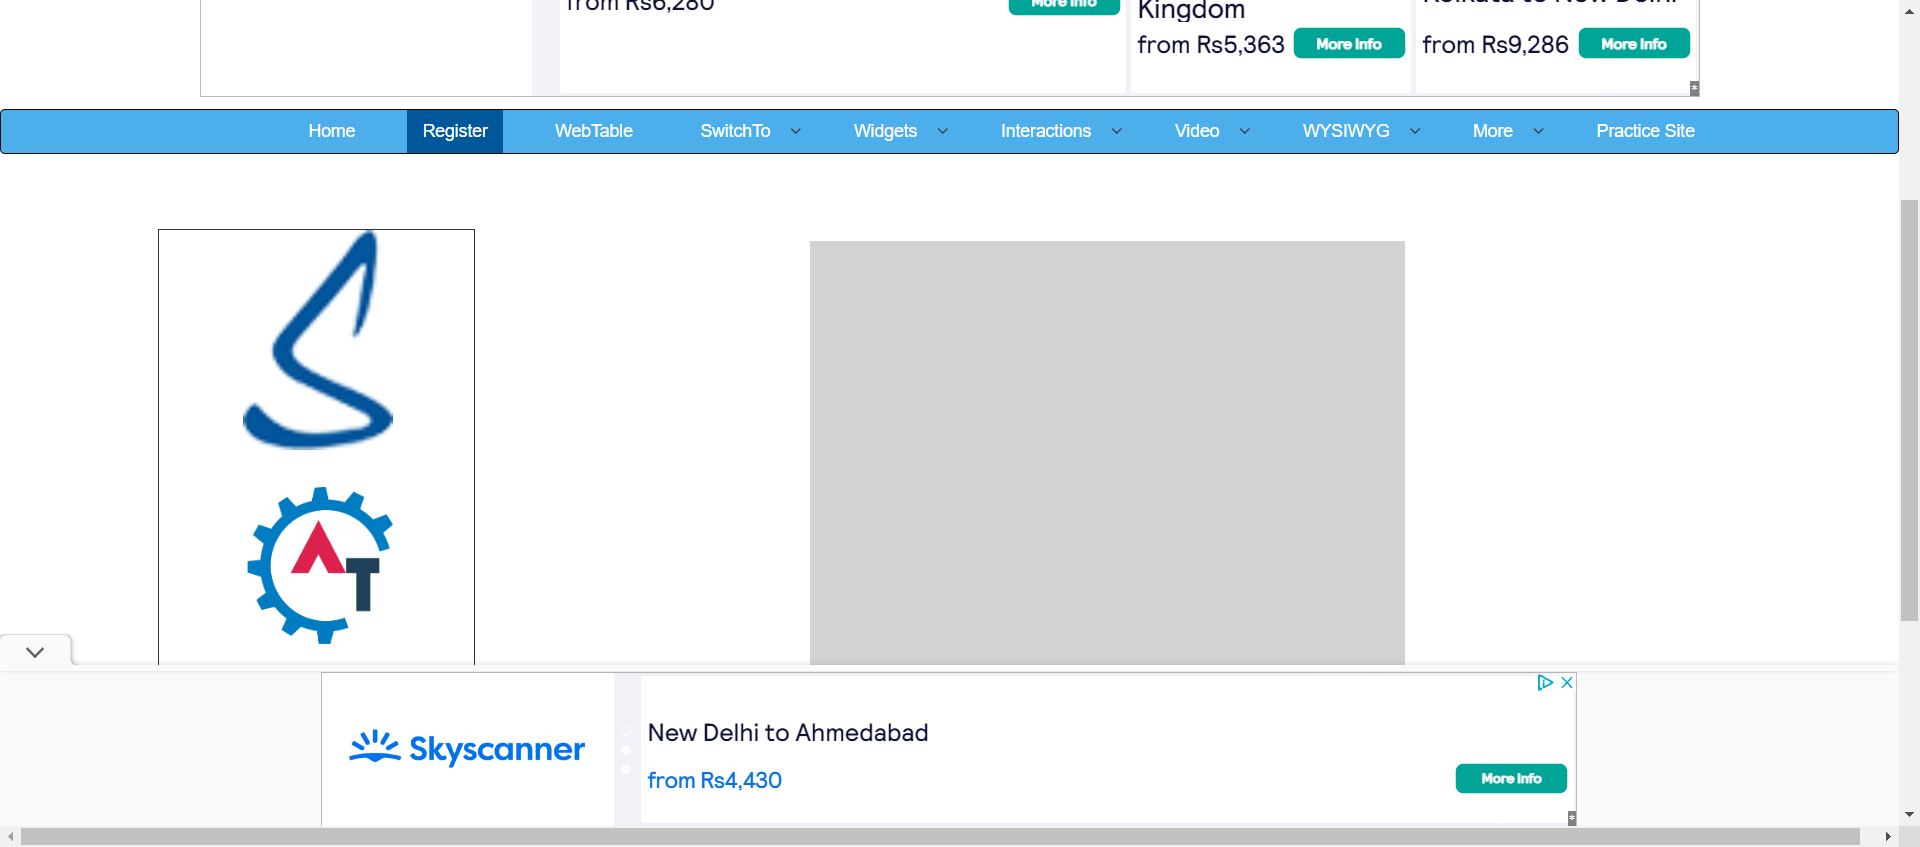 from Rs6,280
More Info
Kingdom
from Rs5,363
More Info
from Rs9,286
More Info
Home
Register
WebTable
SwitchTo
Widgets
Interactions
Video
WYSIWYG
More
Practice Site
AT
Skyscanner
New Delhi to Ahmedabad
from Rs4,430
More Info